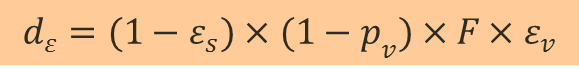 d_ε = (1 − ε_s) × (1 − p_v) × F × ε_v